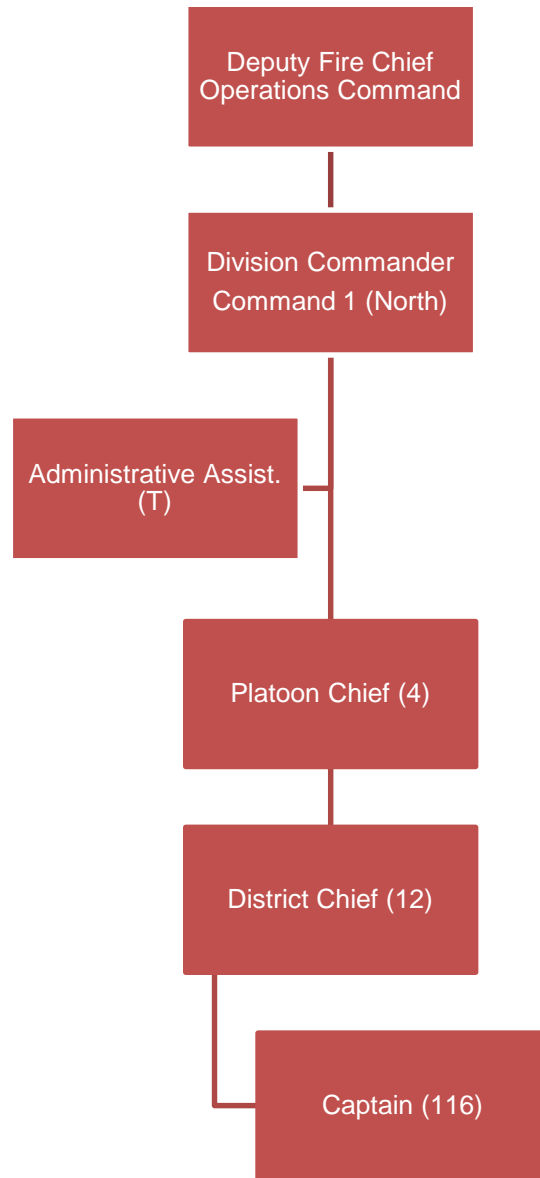 Deputy Fire Chief
Operations Command
Division Commander
Command 1 (North)
Administrative Assist.
(T)
Platoon Chief (4)
District Chief (12)
Captain (116)